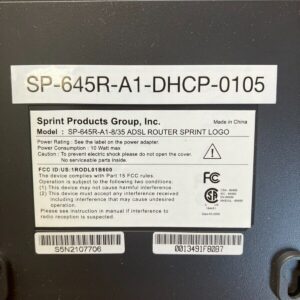 SP-645R-A1-DHCP-0105
Sprint Products Group, Inc.
Made in China
Model : SP-645R-A1-8/35 ADSL ROUTER SPRINT LOGO
Power Rating : See the label on the power adapter.
Power Consumption : 10 Watt max
Caution : To prevent electric shock please do not open the cover.
No serviceable parts inside.
FCC ID:US:1RODL01B600
This device complies with Part 15 FCC rules.
Operation is subject to the following two conditions:
(1) This device may not cause harmful interference.
(2) This device must accept any interference received
including interference that may cause undesired
operation.
Please see instruction in manual if interference to
radio reception is suspected.
S5N2107706
0013491F80B7